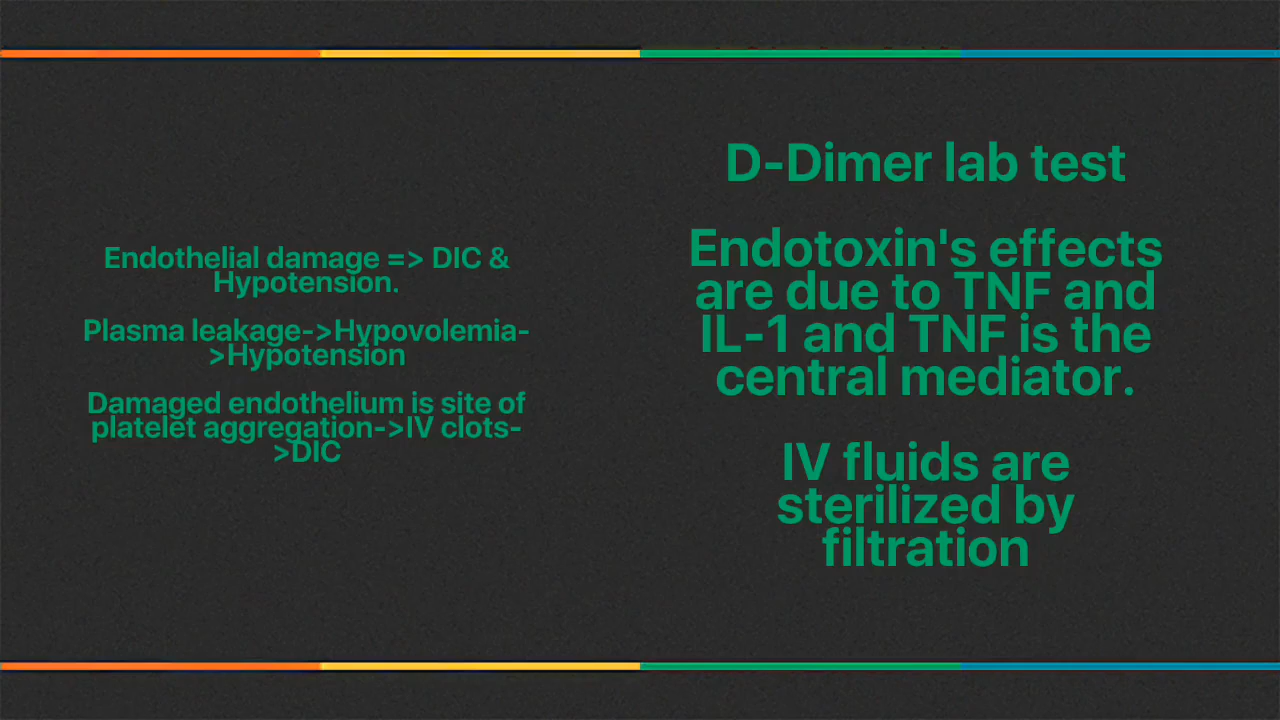 Endothelial damage => DIC &
Hypotension.
Plasma leakage->Hypovolemia-
>Hypotension
Damaged endothelium is site of
platelet aggregation->IV clots-
>DIC
D-Dimer lab test
Endotoxin's effects
are due to TNF and
IL-1 and TNF is the
central mediator.
IV fluids are
sterilized by
filtration